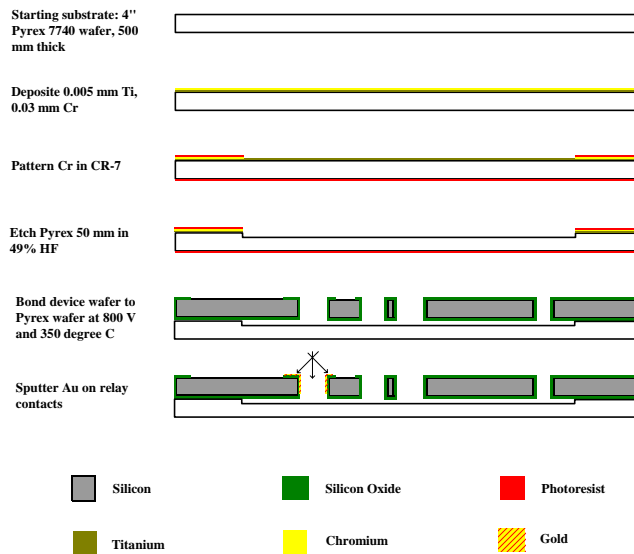 Starting substrate: 4"
Pyrex 7740 wafer, 500
mm thick
Deposite 0.005 mm Ti,
0.03 mm Cr
Pattern Cr in CR-7
Etch Pyrex 50 mm in
49% HF
Bond device wafer to
Pyrex wafer at 800 V
and 350 degree C
Sputter Au on relay
contacts
Silicon
Silicon Oxide
Photoresist
Titanium
Chromium
Gold